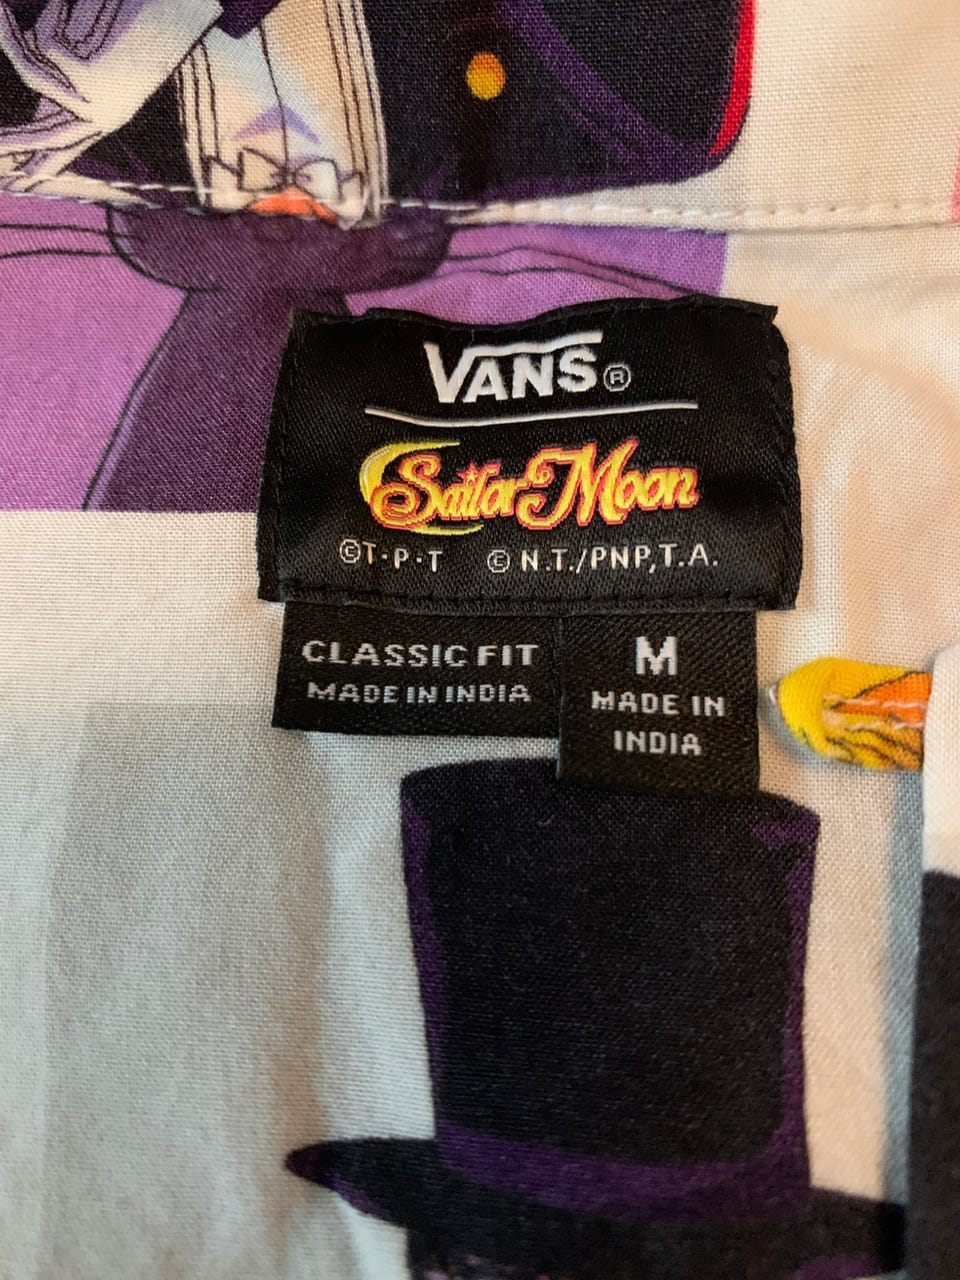 VANS®
Sailor Moon
©T·P·T © N.T./PNP,T.A.
CLASSIC FIT
MADE IN INDIA
M
MADE IN
INDIA